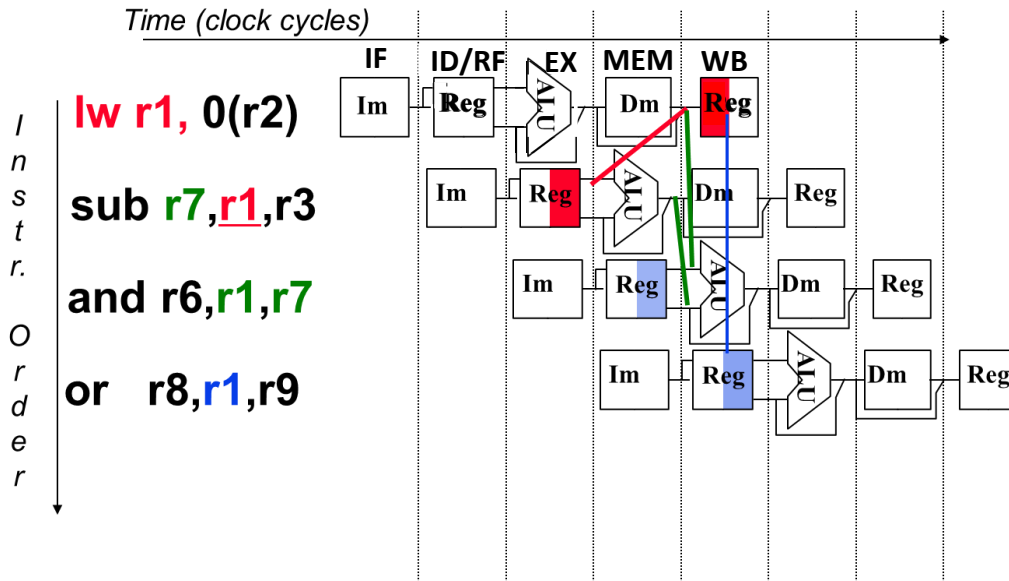 Time (clock cycles)
IF ID/RF EX MEM WB
Instr. Order
lw r1, 0(r2)
Im Reg ALU Dm Reg
sub r7,r1,r3
Im Reg ALU Dm Reg
and r6,r1,r7
Im Reg ALU Dm Reg
or r8,r1,r9
Im Reg ALU Dm Reg